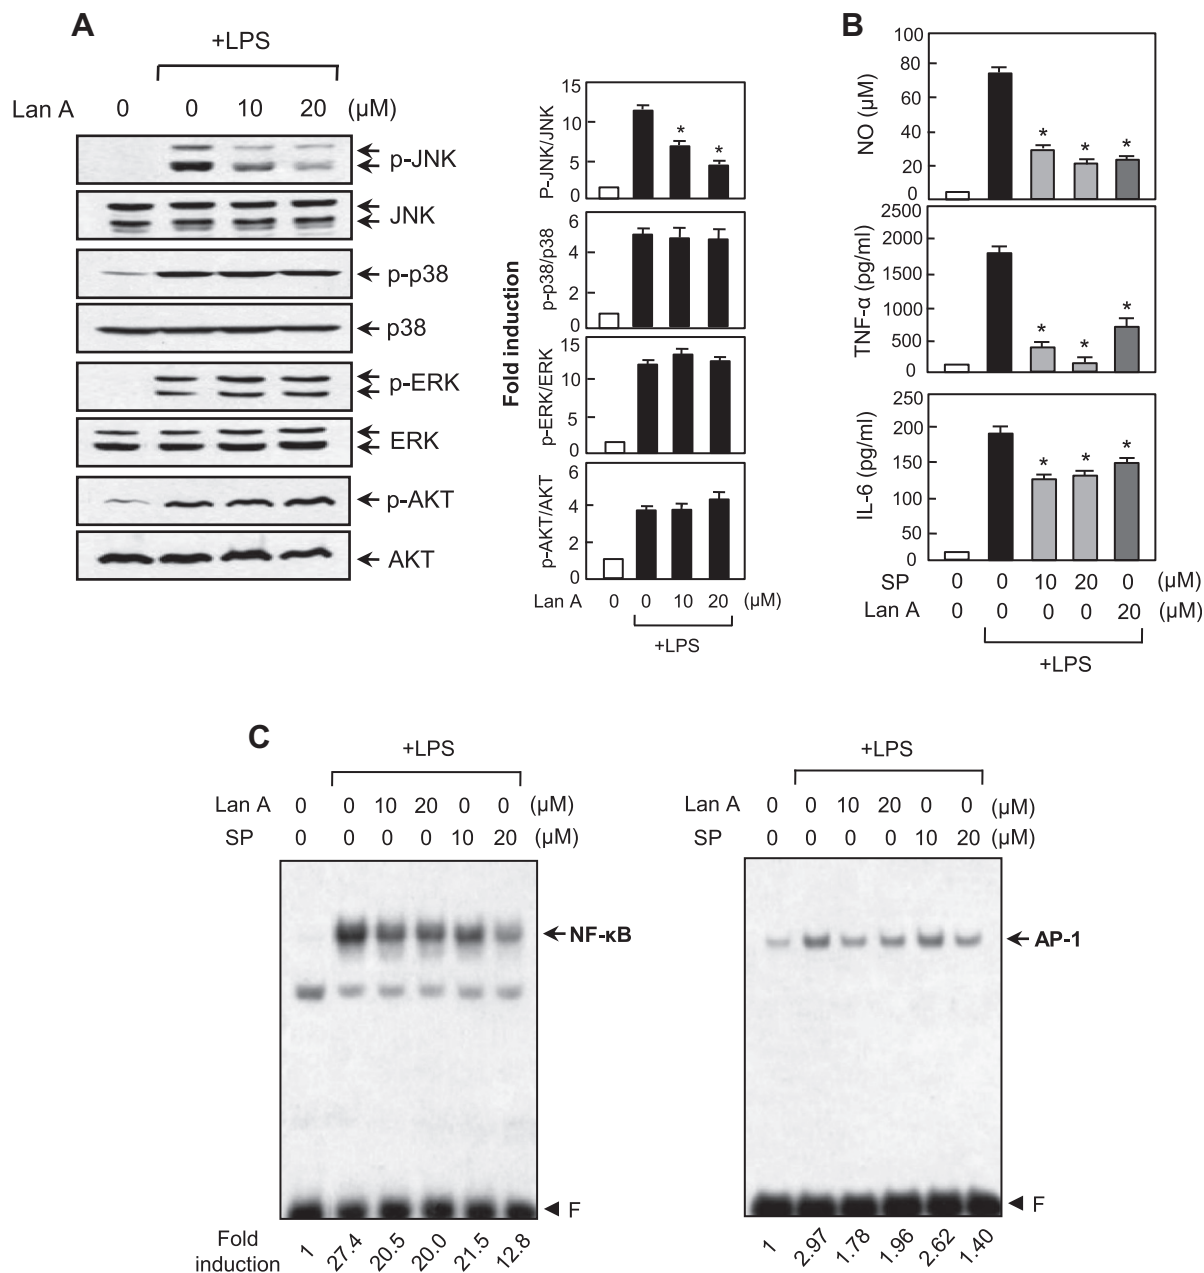 A
+LPS
Lan A 0 0 10 20 (µM)
p-JNK
JNK
p-p38
p38
p-ERK
ERK
p-AKT
AKT
Fold induction
P-JNK/JNK
15
10
5
0
* *
p-p38/p38
6
4
2
0
p-ERK/ERK
15
10
5
0
p-AKT/AKT
6
4
2
0
Lan A 0 0 10 20 (µM)
+LPS
B
NO (µM)
100
80
60
40
20
0
* * *
TNF-α (pg/ml)
2500
2000
1500
1000
500
0
* * *
IL-6 (pg/ml)
200
150
100
50
0
* * *
SP 0 0 10 20 0 (µM)
Lan A 0 0 0 0 20 (µM)
+LPS
C
+LPS
Lan A 0 0 10 20 0 0 (µM)
SP 0 0 0 0 10 20 (µM)
NF-κB
F
Fold induction 1 27.4 20.5 20.0 21.5 12.8
+LPS
Lan A 0 0 10 20 0 0 (µM)
SP 0 0 0 0 10 20 (µM)
AP-1
F
1 2.97 1.78 1.96 2.62 1.40